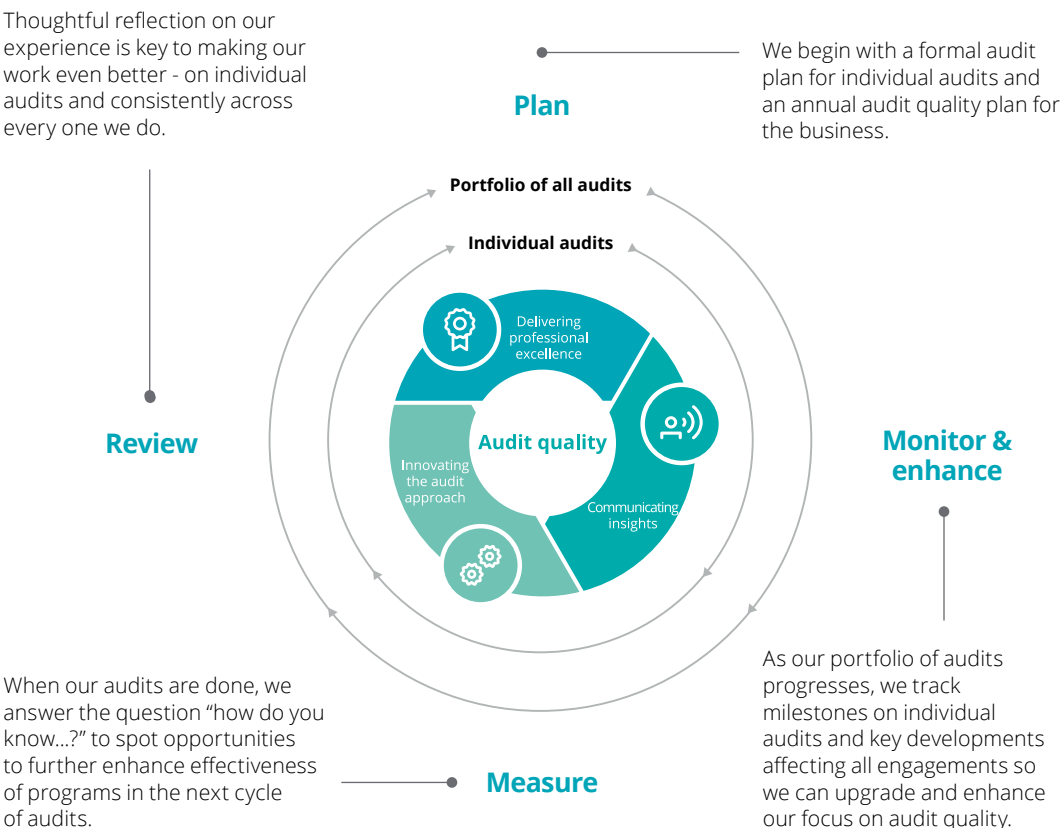 Thoughtful reflection on our
experience is key to making our
work even better - on individual
audits and consistently across
every one we do.
Plan
We begin with a formal audit
plan for individual audits and
an annual audit quality plan for
the business.
Portfolio of all audits
Individual audits
Delivering
professional
excellence
Review
Audit quality
Monitor &
enhance
Innovating
the audit
approach
Communicating
insights
When our audits are done, we
answer the question “how do you
know...?” to spot opportunities
to further enhance effectiveness
of programs in the next cycle
of audits.
Measure
As our portfolio of audits
progresses, we track
milestones on individual
audits and key developments
affecting all engagements so
we can upgrade and enhance
our focus on audit quality.